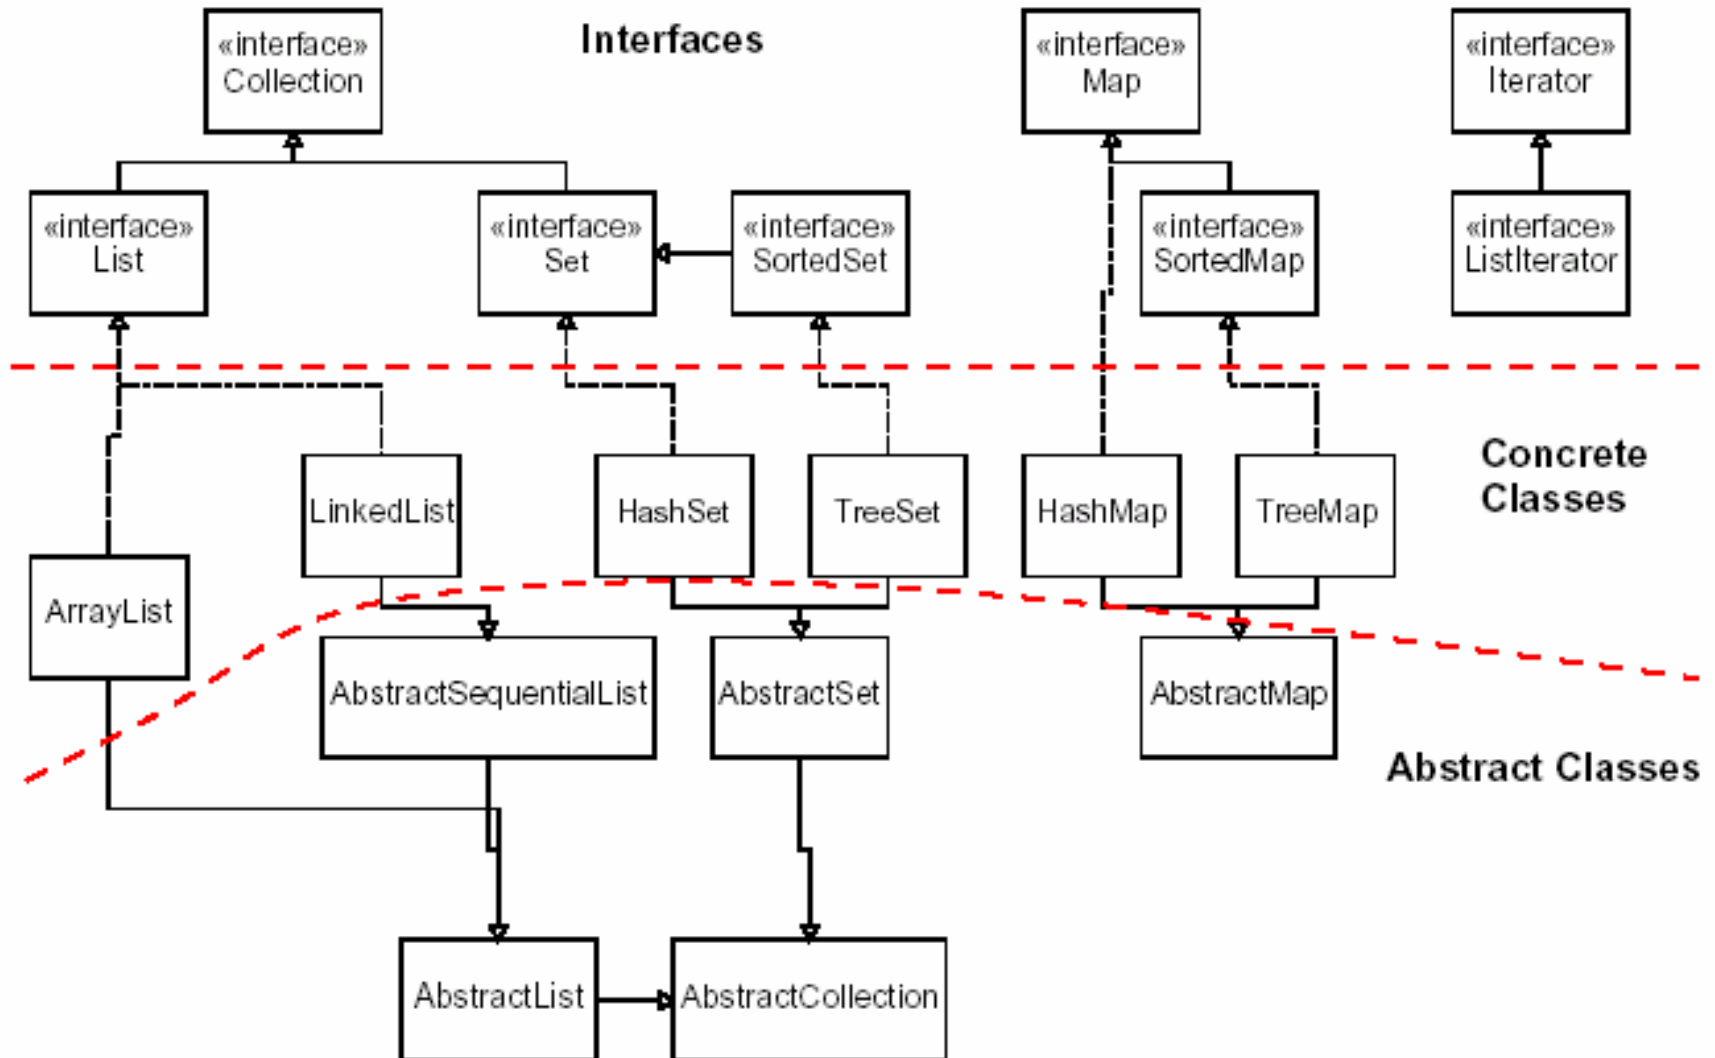 Interfaces
«interface»
Collection
«interface»
Map
«interface»
Iterator
«interface»
List
«interface»
Set
«interface»
SortedSet
«interface»
SortedMap
«interface»
ListIterator
Concrete
Classes
LinkedList
HashSet
TreeSet
HashMap
TreeMap
ArrayList
AbstractSequentialList
AbstractSet
AbstractMap
Abstract Classes
AbstractList
AbstractCollection